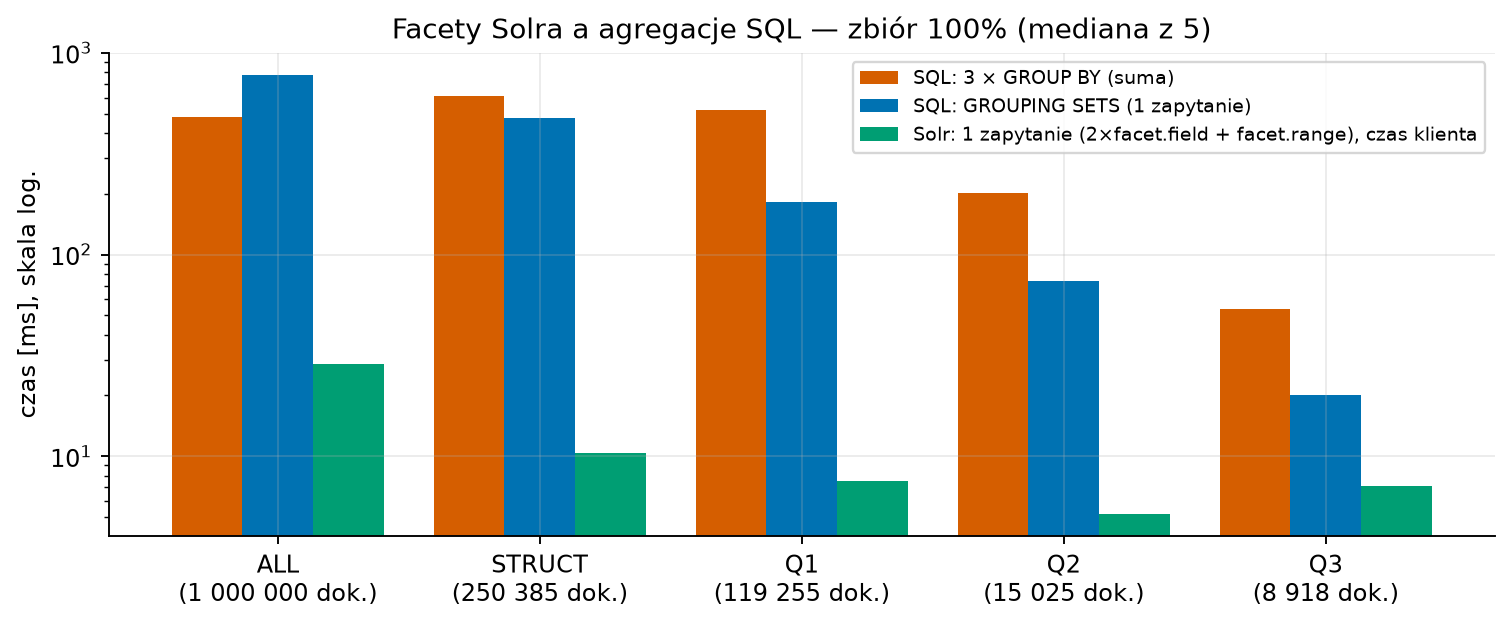 Facety Solra a agregacje SQL — zbiór 100% (mediana z 5)
SQL: 3 × GROUP BY (suma)
SQL: GROUPING SETS (1 zapytanie)
Solr: 1 zapytanie (2×facet.field + facet.range), czas klienta
czas [ms], skala log.
10³
10²
10¹
ALL
(1 000 000 dok.)
STRUCT
(250 385 dok.)
Q1
(119 255 dok.)
Q2
(15 025 dok.)
Q3
(8 918 dok.)